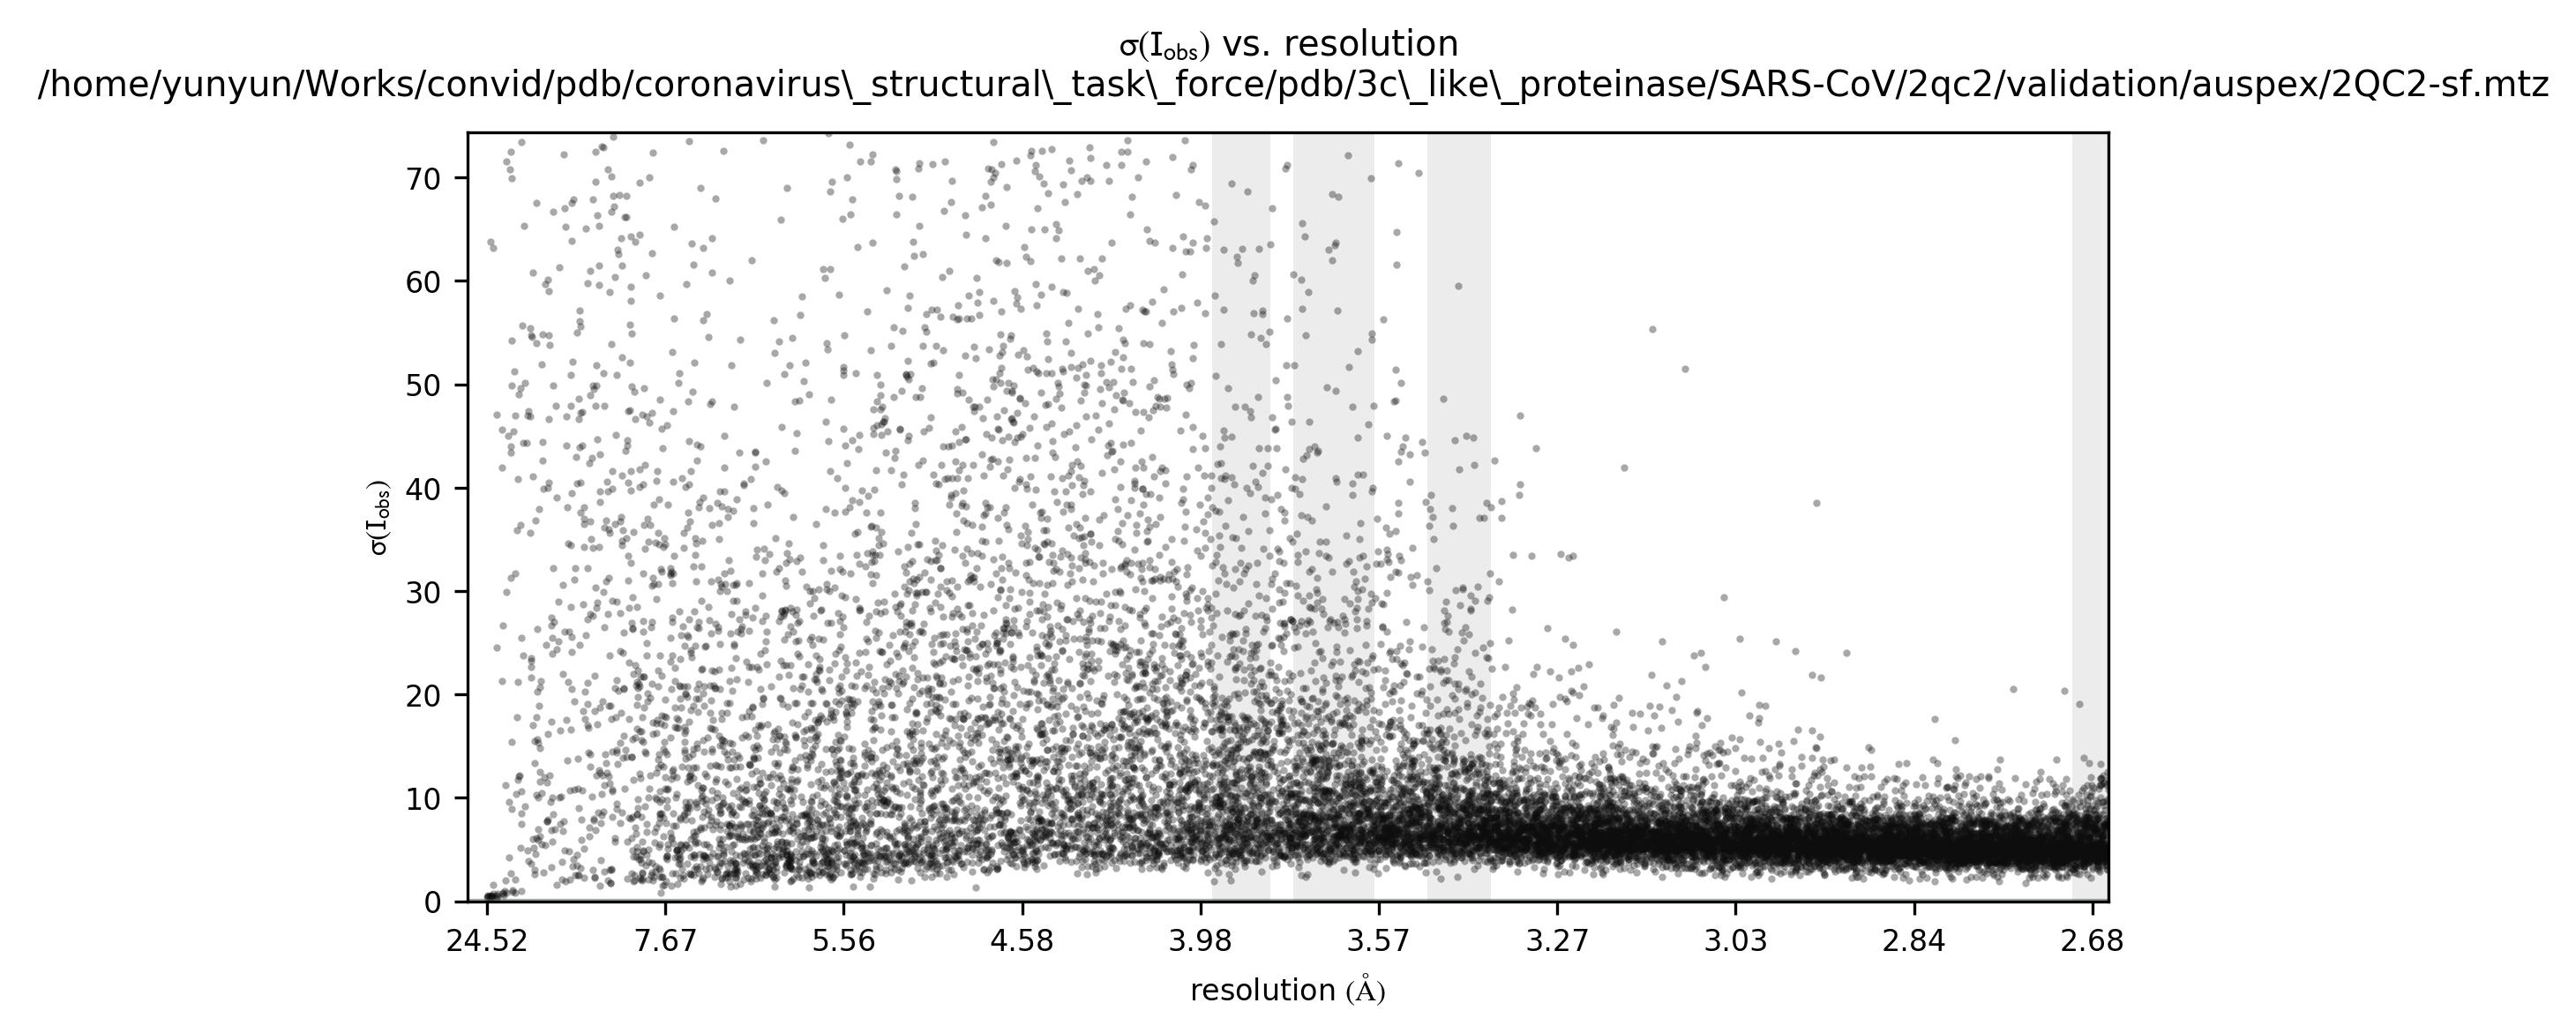 σ(I_obs) vs. resolution
/home/yunyun/Works/convid/pdb/coronavirus\_structural\_task\_force/pdb/3c\_like\_proteinase/SARS-CoV/2qc2/validation/auspex/2QC2-sf.mtz
70
60
50
40
30
20
10
0
σ(I_obs)
24.52 7.67 5.56 4.58 3.98 3.57 3.27 3.03 2.84 2.68
resolution (Å)